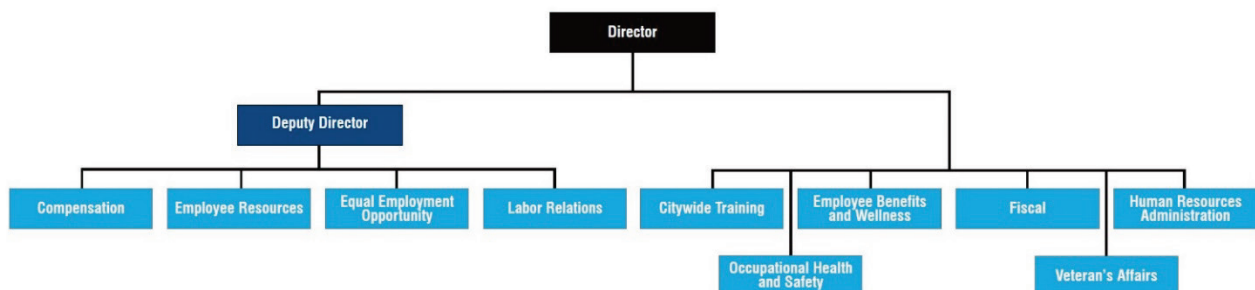 Director
Deputy Director
Compensation
Employee Resources
Equal Employment
Opportunity
Labor Relations
Citywide Training
Employee Benefits
and Wellness
Fiscal
Human Resources
Administration
Occupational Health
and Safety
Veteran's Affairs